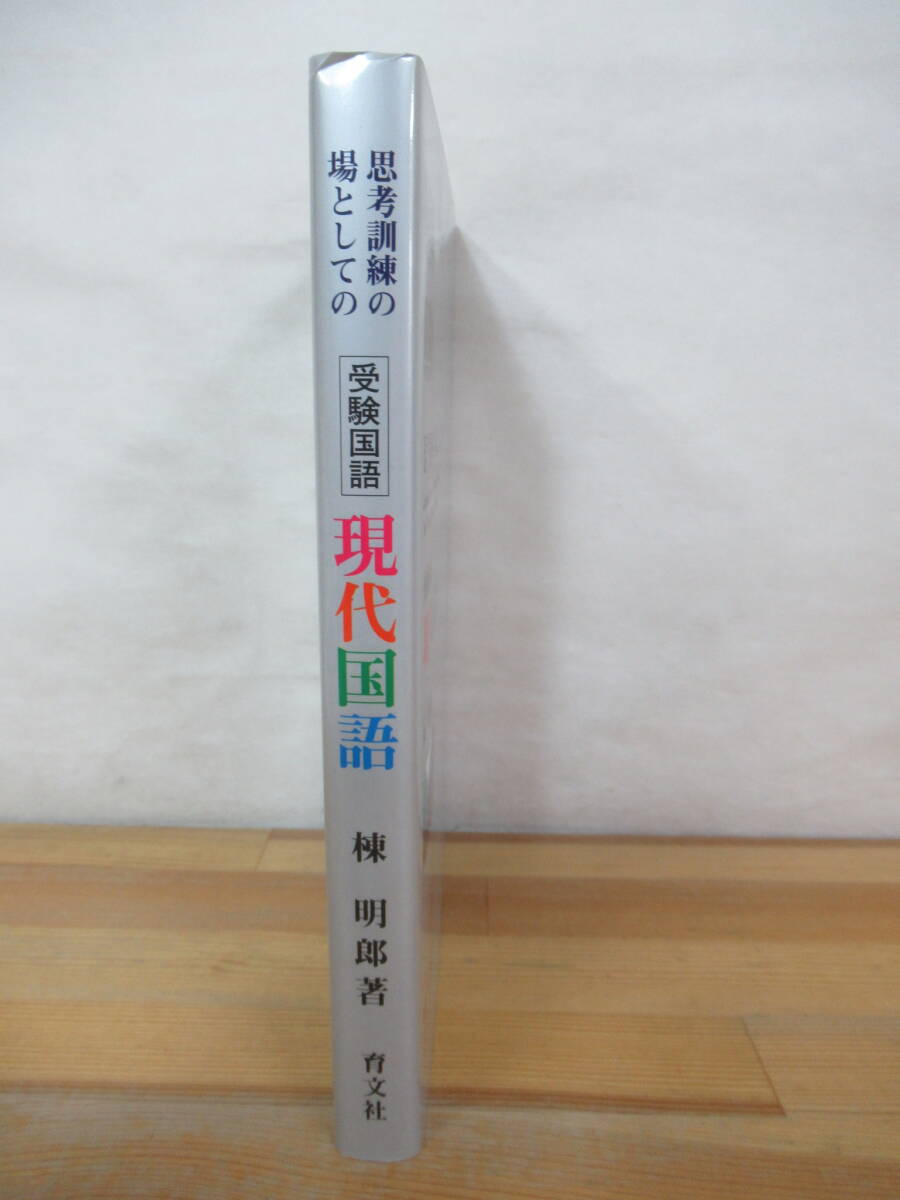 思考訓練の
場としての
受験国語
現代国語
棟 明郎著
育文社